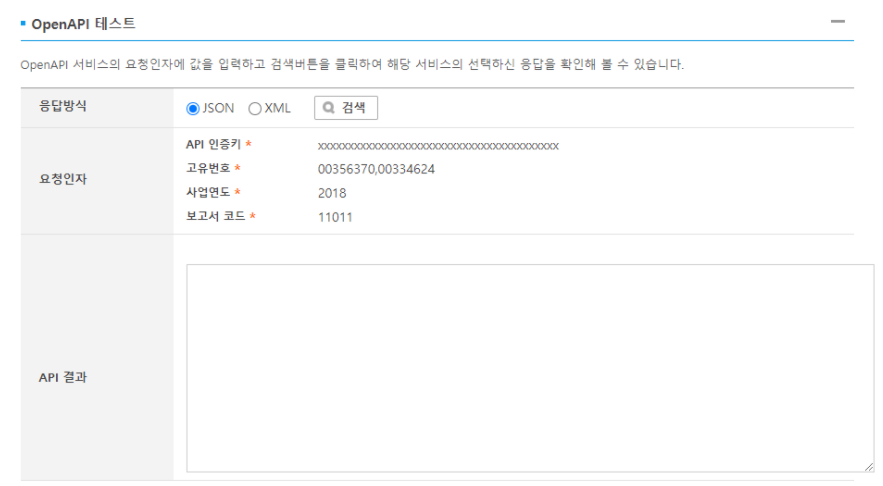 OpenAPI 테스트
OpenAPI 서비스의 요청인자에 값을 입력하고 검색버튼을 클릭하여 해당 서비스의 선택하신 응답을 확인해 볼 수 있습니다.
응답방식 JSON XML 검색
요청인자
API 인증키 * xxxxxxxxxxxxxxxxxxxxxxxxxxxxxxxxxxxxxxxx
고유번호 * 00356370,00334624
사업연도 * 2018
보고서 코드 * 11011
API 결과